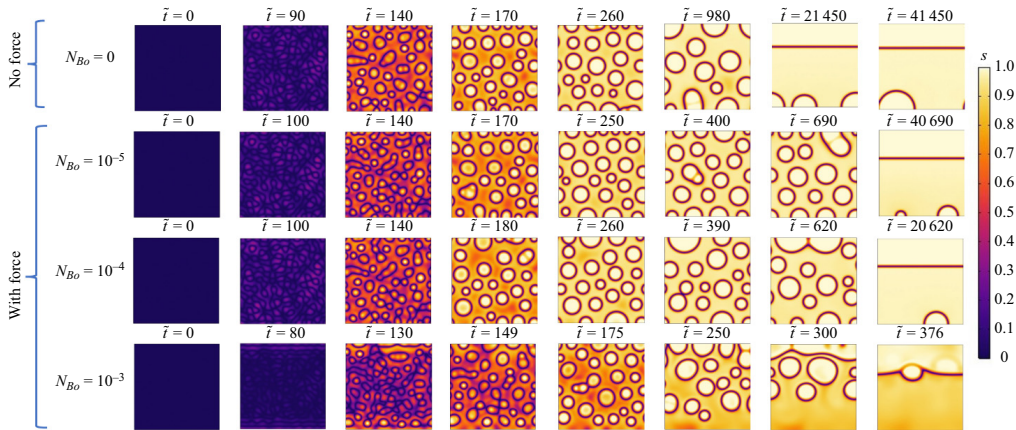 No force
N_Bo = 0
t̃ = 0 t̃ = 90 t̃ = 140 t̃ = 170 t̃ = 260 t̃ = 980 t̃ = 21 450 t̃ = 41 450
With force
N_Bo = 10⁻⁵
t̃ = 0 t̃ = 100 t̃ = 140 t̃ = 170 t̃ = 250 t̃ = 400 t̃ = 690 t̃ = 40 690
N_Bo = 10⁻⁴
t̃ = 0 t̃ = 100 t̃ = 140 t̃ = 180 t̃ = 260 t̃ = 390 t̃ = 620 t̃ = 20 620
N_Bo = 10⁻³
t̃ = 0 t̃ = 80 t̃ = 130 t̃ = 149 t̃ = 175 t̃ = 250 t̃ = 300 t̃ = 376
s
1.0
0.9
0.8
0.7
0.6
0.5
0.4
0.3
0.2
0.1
0